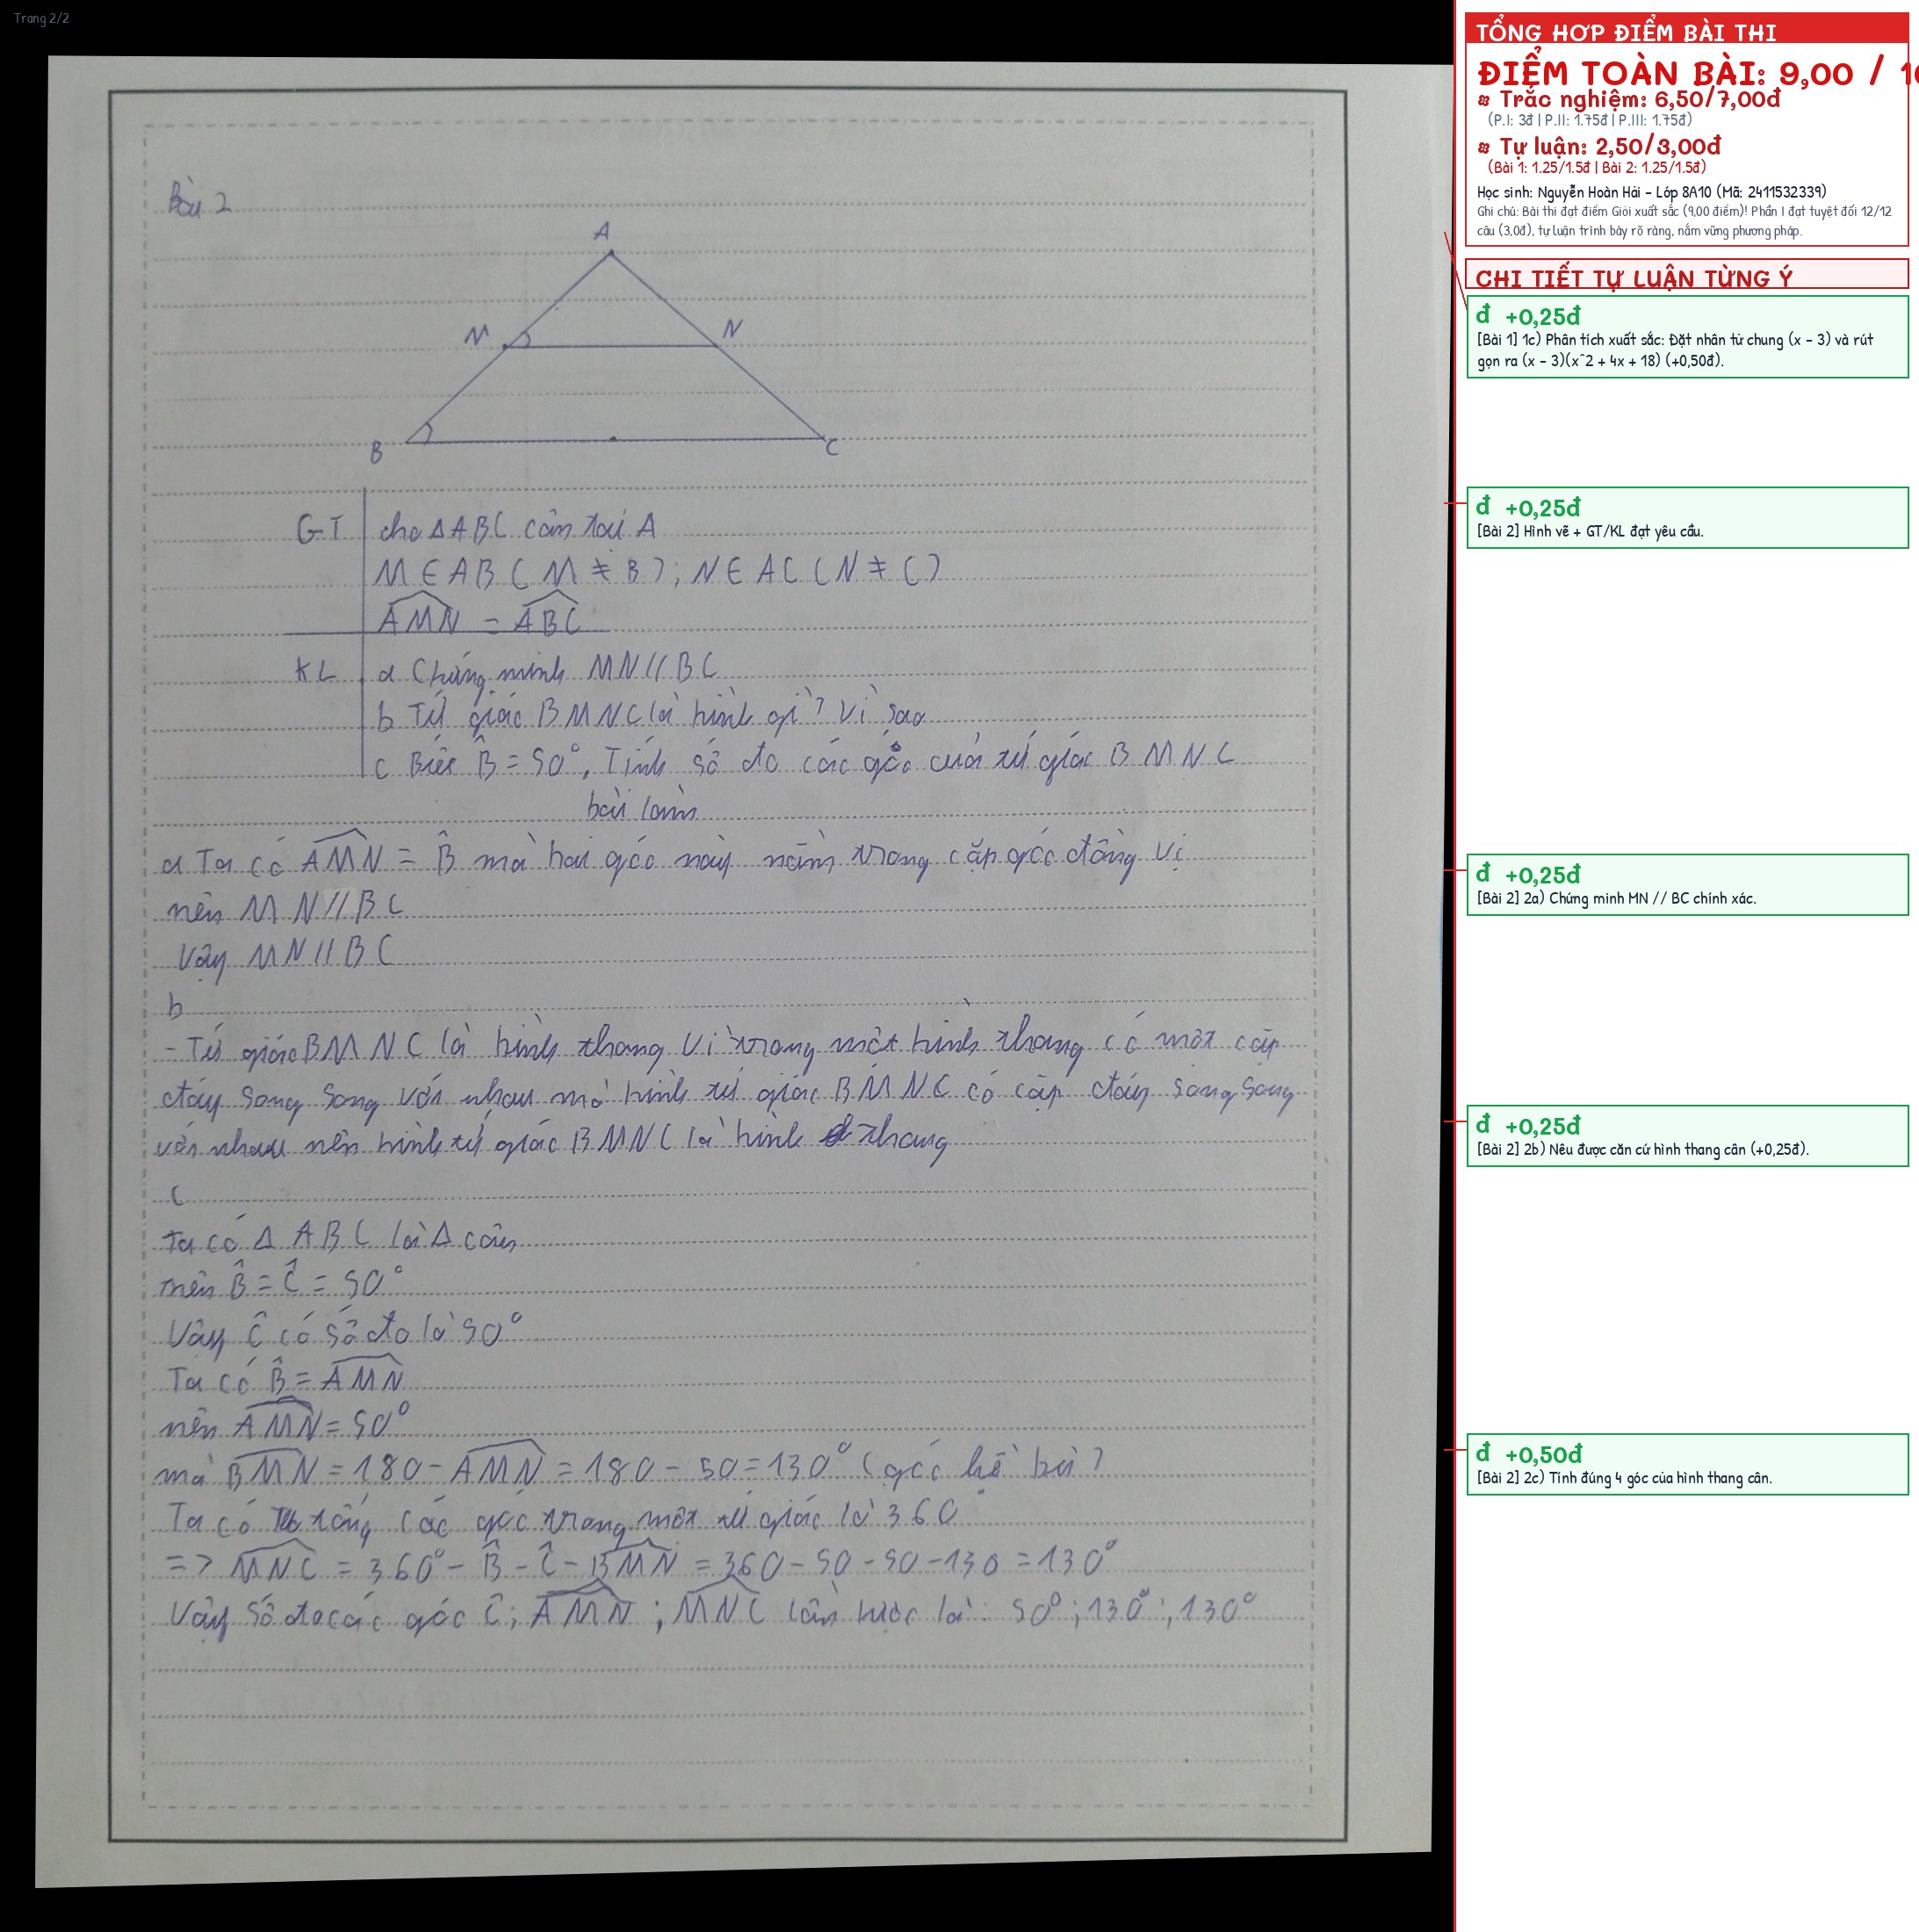 Trang 2/2
Bài 2
A
M
N
B
C
GT
cho ΔABC cân tại A
M ∈ AB ( M ≠ B ) ; N ∈ AC ( N ≠ C )
AMN = ABC
KL
a Chứng minh MN // BC
b Tứ giác BMNC là hình gì? Vì sao
c Biết B̂ = 50°, Tính số đo các góc của tứ giác BMNC
bài làm
a Ta có AMN = B̂ mà hai góc này nằm trong cặp góc đồng vị
nên MN // BC
Vậy MN // BC
b
- Tứ giác BMNC là hình thang vì trong một hình thang có một cặp
đáy song song với nhau mà hình tứ giác BMNC có cặp đáy song song
với nhau nên hình tứ giác BMNC là hình thang
c
Ta có Δ ABC là Δ cân
nên B̂ = Ĉ = 50°
Vậy Ĉ có số đo là 50°
Ta có B̂ = AMN
nên AMN = 50°
mà BMN = 180 - AMN = 180 - 50 = 130° (góc kề bù)
Ta có tổng các góc trong một tứ giác là 360
=> MNC = 360° - B̂ - Ĉ - BMN = 360 - 50 - 50 - 130 = 130°
Vậy số đo các góc Ĉ ; AMN ; MNC lần lược là: 50° ; 130° ; 130°
TỔNG HỢP ĐIỂM BÀI THI
ĐIỂM TOÀN BÀI: 9,00 / 10
Trắc nghiệm: 6,50/7,00đ
(P.I: 3đ | P.II: 1.75đ | P.III: 1.75đ)
Tự luận: 2,50/3,00đ
(Bài 1: 1.25/1.5đ | Bài 2: 1.25/1.5đ)
Học sinh: Nguyễn Hoàn Hải - Lớp 8A10 (Mã: 2411532339)
Ghi chú: Bài thi đạt điểm Giỏi xuất sắc (9,00 điểm)! Phần I đạt tuyệt đối 12/12
câu (3,0đ), tự luận trình bày rõ ràng, nắm vững phương pháp.
CHI TIẾT TỰ LUẬN TỪNG Ý
đ +0,25đ
[Bài 1] 1c) Phân tích xuất sắc: Đặt nhân tử chung (x - 3) và rút
gọn ra (x - 3)(x^2 + 4x + 18) (+0,50đ).
đ +0,25đ
[Bài 2] Hình vẽ + GT/KL đạt yêu cầu.
đ +0,25đ
[Bài 2] 2a) Chứng minh MN // BC chính xác.
đ +0,25đ
[Bài 2] 2b) Nêu được căn cứ hình thang cân (+0,25đ).
đ +0,50đ
[Bài 2] 2c) Tính đúng 4 góc của hình thang cân.